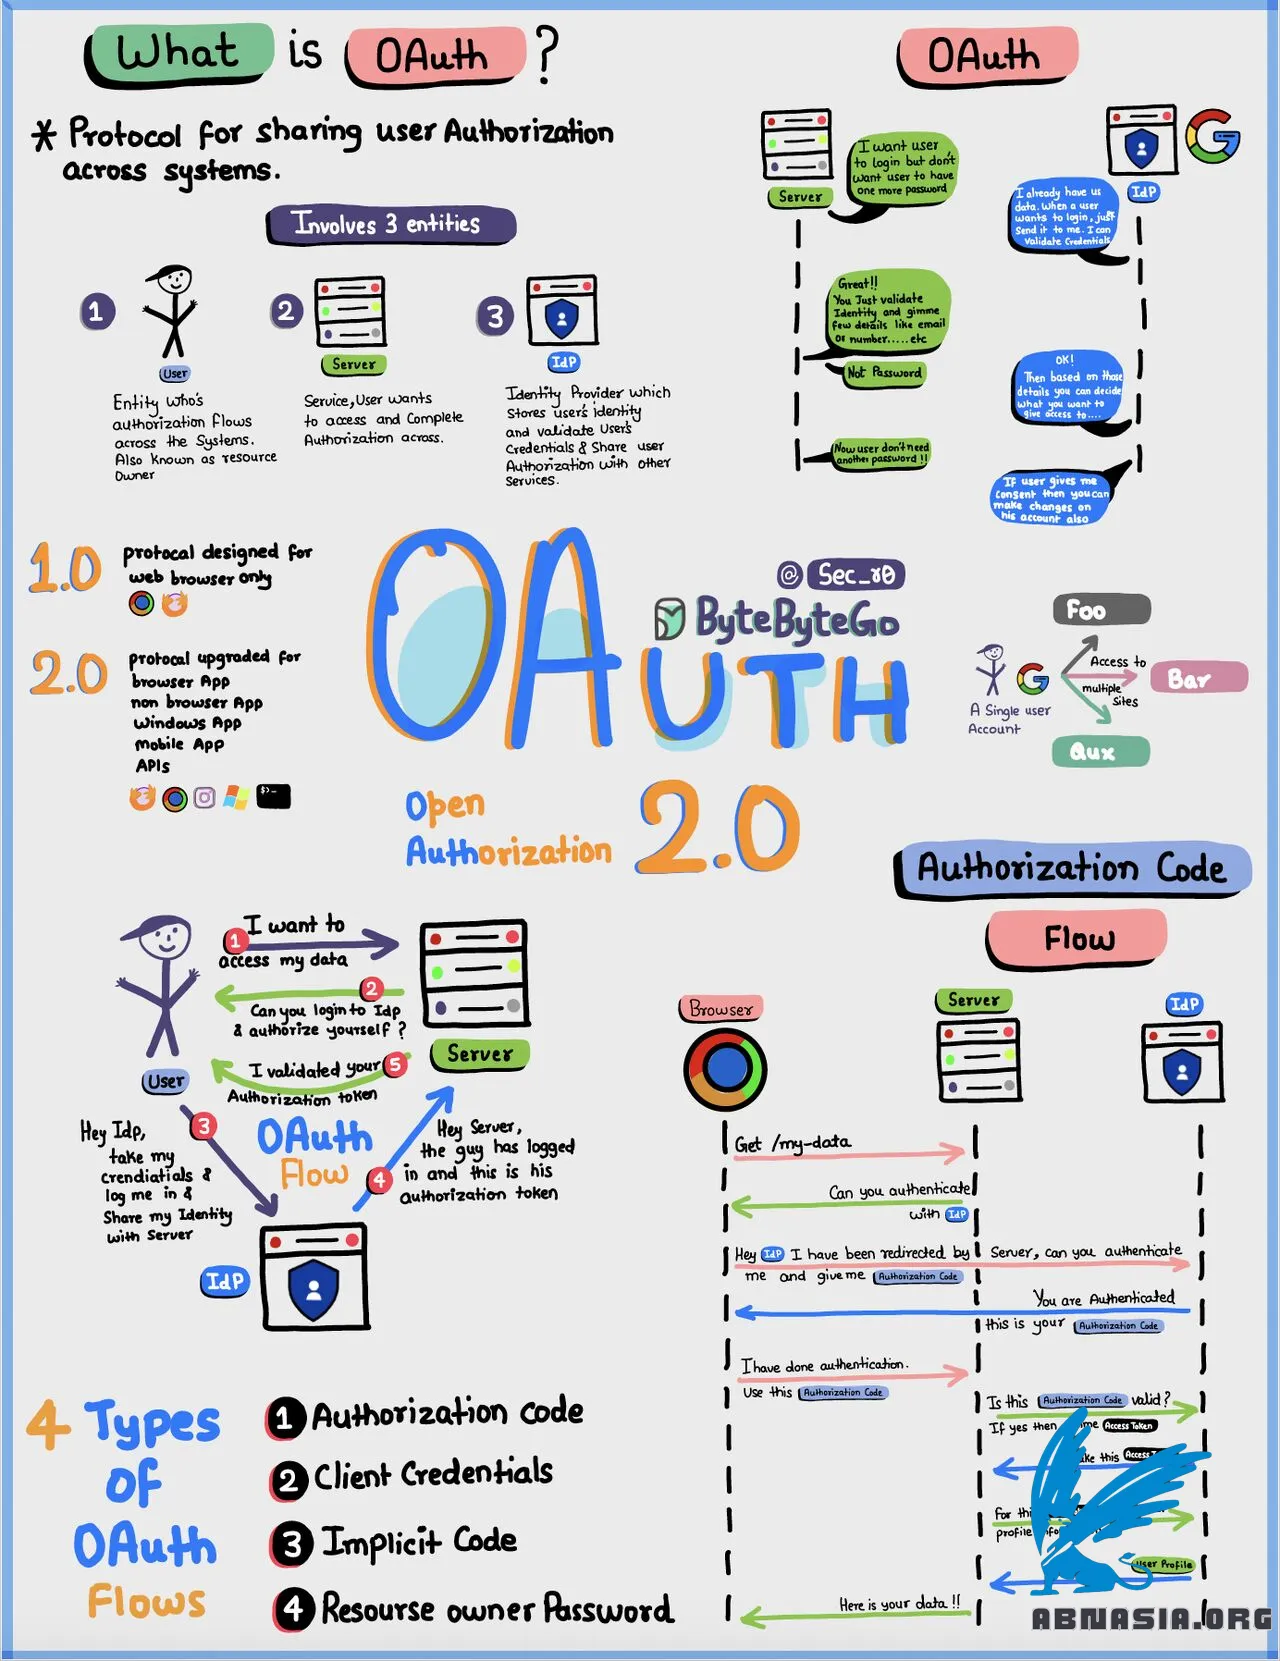 What is OAuth ?
* Protocol for sharing user Authorization
across systems.
Involves 3 entities
1
User
Entity Who's
authorization Flows
across the Systems.
Also Known as resource
Owner
2
Server
Service, User wants
to access and Complete
Authorization across.
3
IdP
Identity Provider which
Stores user's identity
and validate User's
Credentials & Share user
Authorization with other
Services.
OAuth
Server
IdP
I want user
to login but don't
want user to have
one more password
I already have us
data. When a user
wants to login, just
Send it to me. I can
Validate Credentials
Great!!
You Just validate
Identity and gimme
few details like email
or number.....etc
Not Password
OK!
Then based on those
details you can decide
what you want to
give access to....
Now user don't need
another password !!
IF user gives me
Consent then you can
make changes on
his account also
1.0
protocal designed for
web browser only
2.0
protocal upgraded for
browser App
non browser App
Windows App
Mobile App
APIs
$>_
OAUTH
@ Sec_r0
ByteByteGo
Open
Authorization
2.0
A Single user
Account
Access to
multiple
Sites
Foo
Bar
Qux
User
Server
IdP
1
I want to
access my data
2
Can you login to Idp
& authorize yourself ?
5
I validated your
Authorization token
3
Hey Idp,
take my
crendiatials &
log me in &
Share my Identity
with Server
OAuth
Flow
4
Hey Server,
the guy has logged
in and this is his
authorization token
Authorization Code
Flow
Browser
Server
IdP
Get /my-data
Can you authenticate
with IdP
Hey IdP I have been redirected by Server, can you authenticate
me and give me Authorization Code
You are Authenticated
this is your Authorization Code
I have done authentication.
Use this Authorization Code
Is this Authorization Code valid?
If yes then me Access Token
this Access
For
profile
User Profile
Here is your data !!
4 Types
of
OAuth
Flows
1 Authorization code
2 Client Credentials
3 Implicit Code
4 Resourse owner Password
ABNASIA.ORG